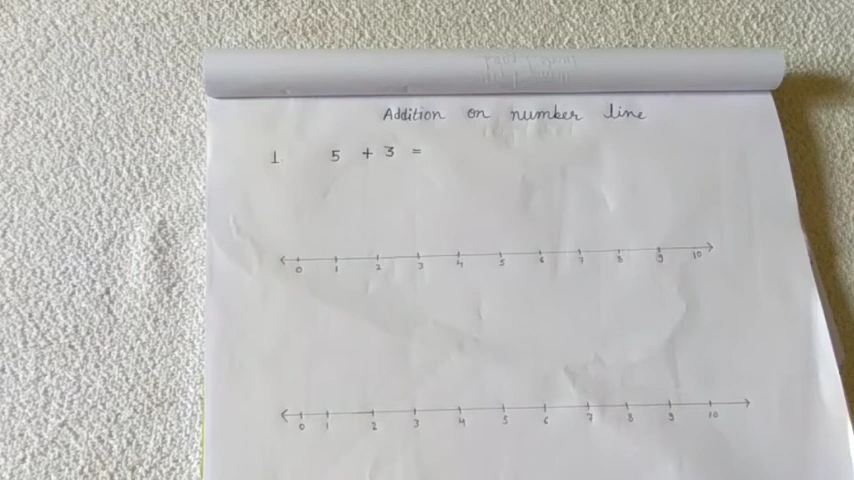 Addition on number line
1. 5 + 3 =
0 1 2 3 4 5 6 7 8 9 10
0 1 2 3 4 5 6 7 8 9 10